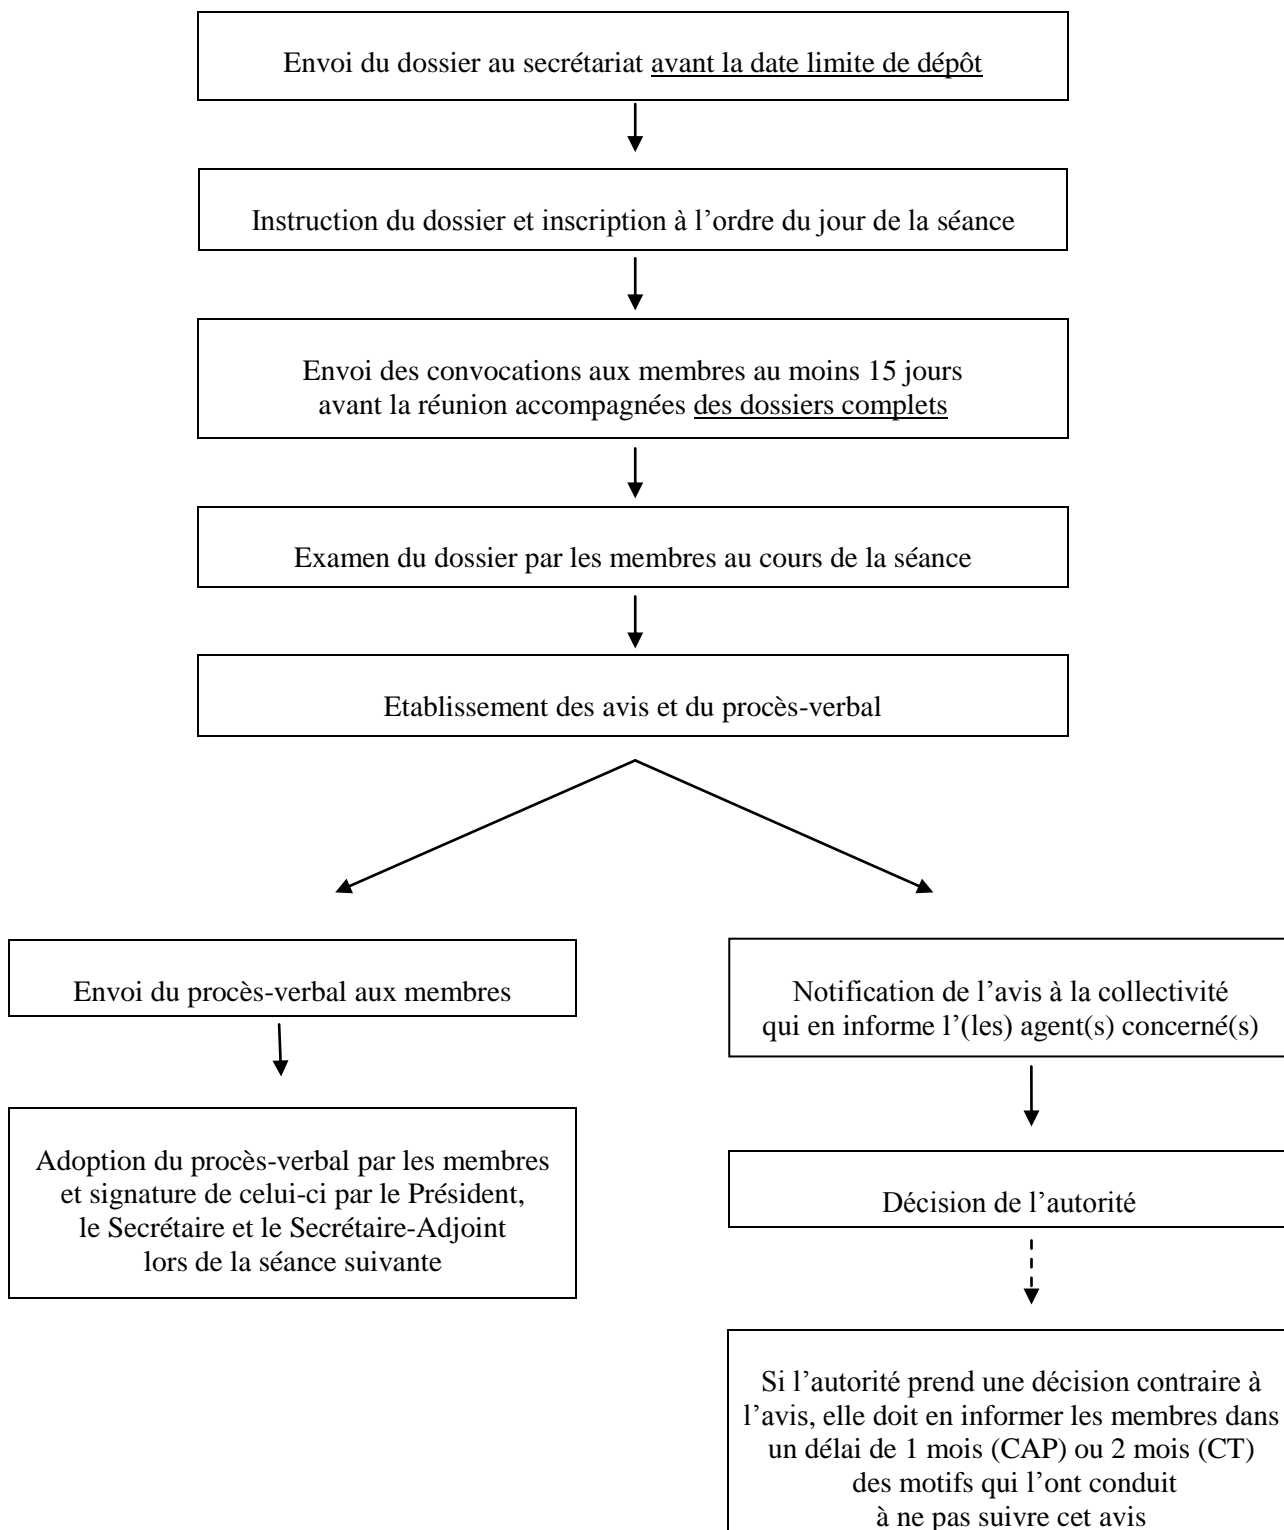 Envoi du dossier au secrétariat avant la date limite de dépôt
Instruction du dossier et inscription à l’ordre du jour de la séance
Envoi des convocations aux membres au moins 15 jours
avant la réunion accompagnées des dossiers complets
Examen du dossier par les membres au cours de la séance
Etablissement des avis et du procès-verbal
Envoi du procès-verbal aux membres
Adoption du procès-verbal par les membres
et signature de celui-ci par le Président,
le Secrétaire et le Secrétaire-Adjoint
lors de la séance suivante
Notification de l’avis à la collectivité
qui en informe l’(les) agent(s) concerné(s)
Décision de l’autorité
Si l’autorité prend une décision contraire à
l’avis, elle doit en informer les membres dans
un délai de 1 mois (CAP) ou 2 mois (CT)
des motifs qui l’ont conduit
à ne pas suivre cet avis